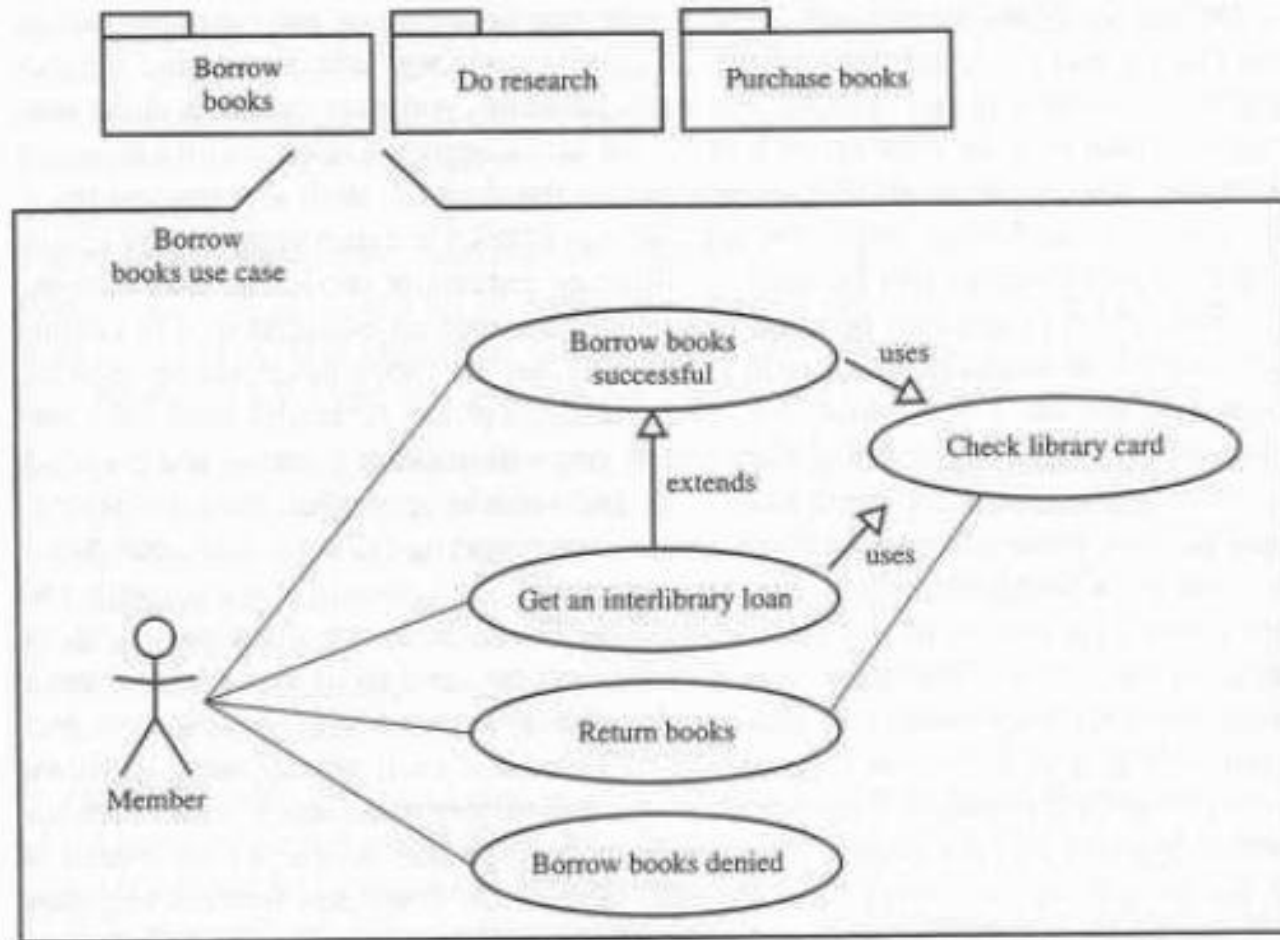 Borrow
books
Do research
Purchase books
Borrow
books use case
Borrow books
successful
uses
Check library card
extends
uses
Get an interlibrary loan
Return books
Member
Borrow books denied